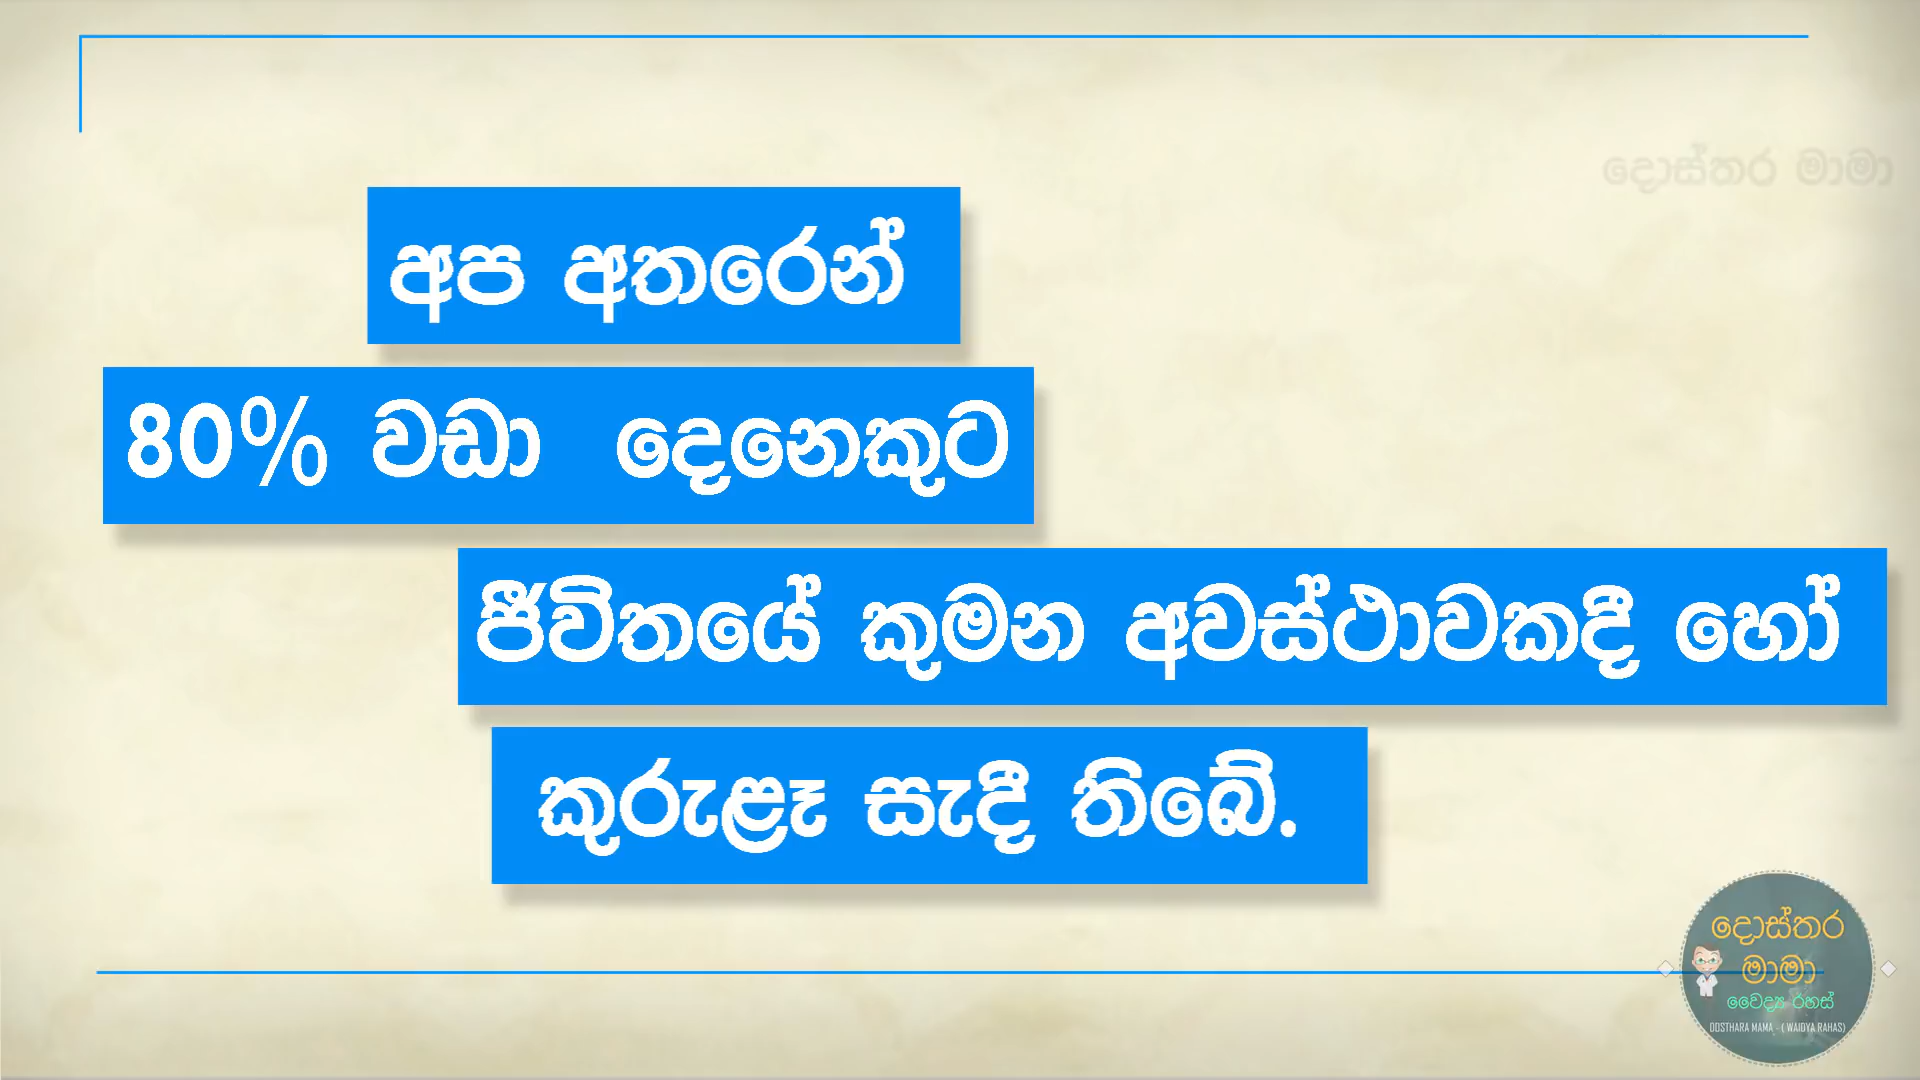 දොස්තර මාමා
අප අතරෙන්
80% වඩා දෙනෙකුට
ජීවිතයේ කුමන අවස්ථාවකදී හෝ
කුරුළෑ සැදී තිබේ.
දොස්තර
මාමා
වෛද්‍ය රහස්
DOSTHARA MAMA - ( WAIDYA RAHAS)